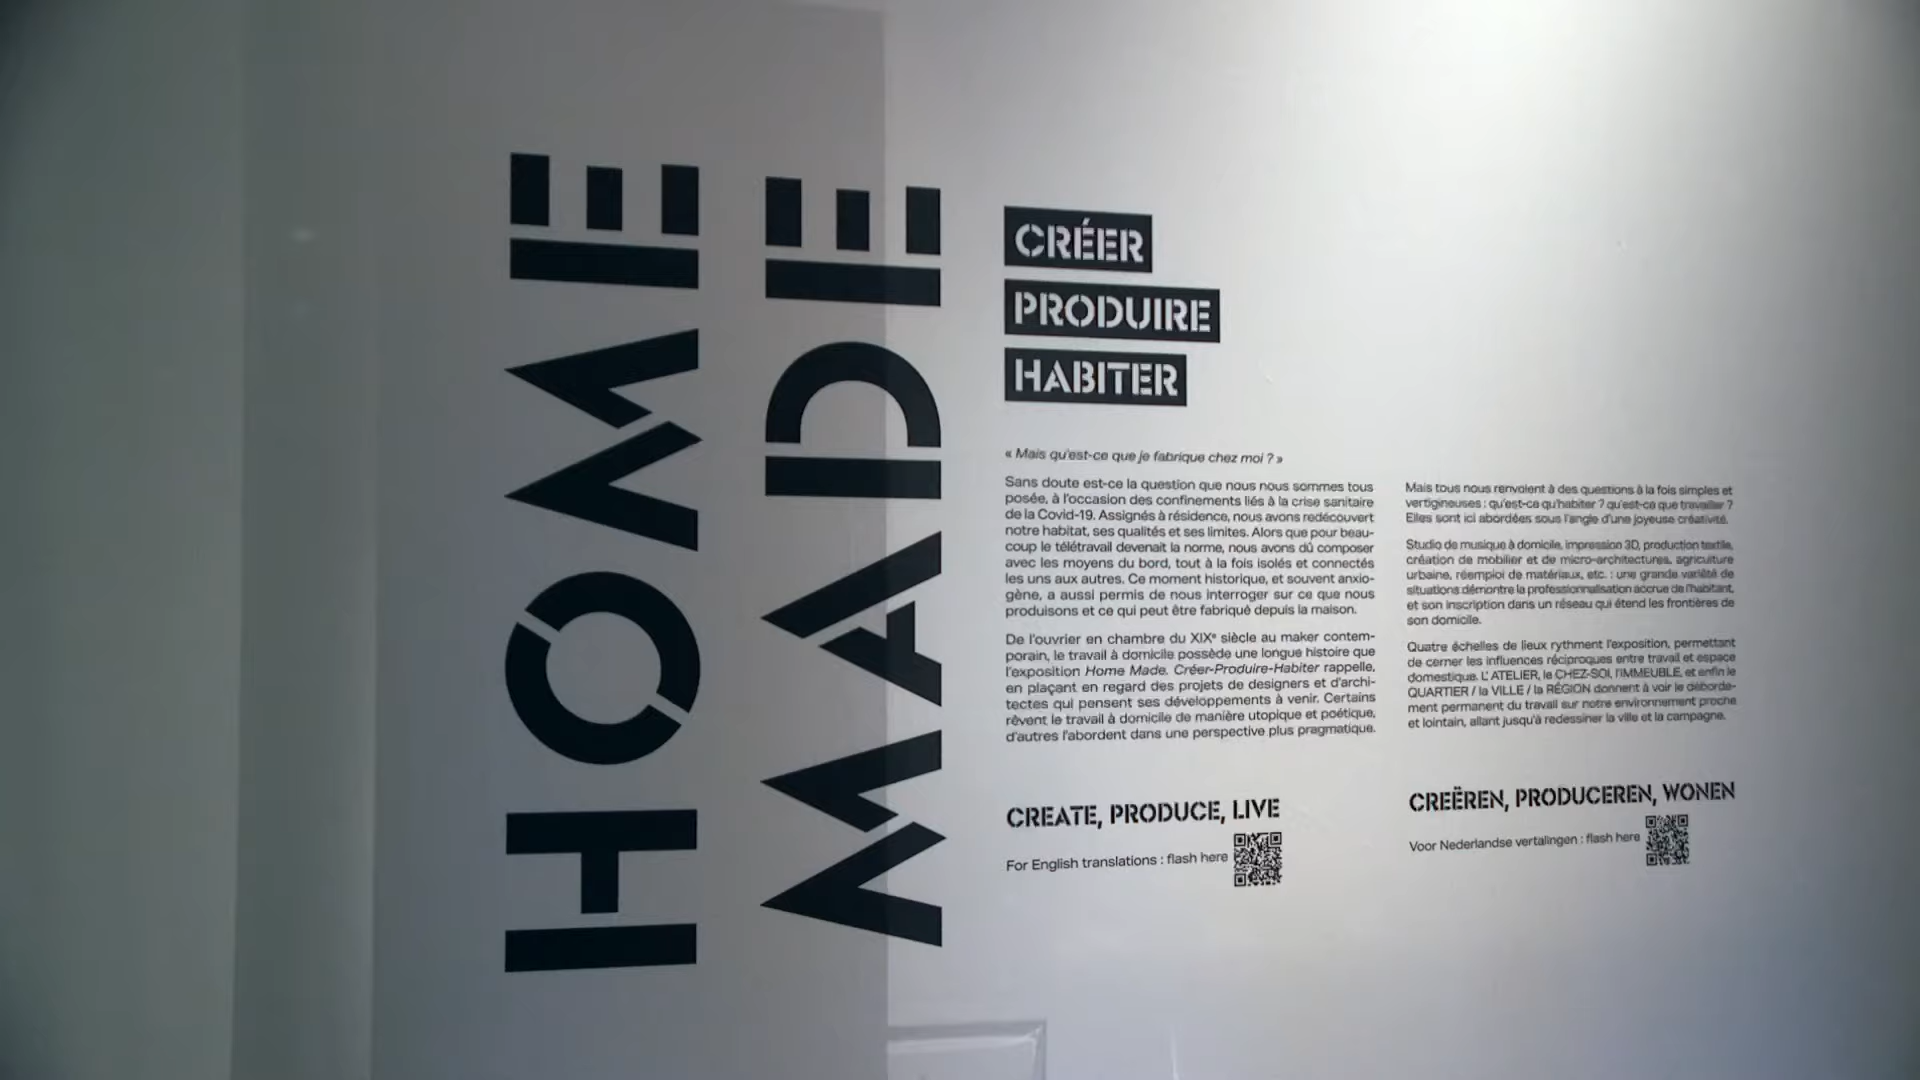 HOME
MADE
CRÉER
PRODUIRE
HABITER
« Mais qu'est-ce que je fabrique chez moi ? »
Sans doute est-ce la question que nous nous sommes tous
posée, à l'occasion des confinements liés à la crise sanitaire
de la Covid-19. Assignés à résidence, nous avons redécouvert
notre habitat, ses qualités et ses limites. Alors que pour beau-
coup le télétravail devenait la norme, nous avons dû composer
avec les moyens du bord, tout à la fois isolés et connectés
les uns aux autres. Ce moment historique, et souvent anxio-
gène, a aussi permis de nous interroger sur ce que nous
produisons et ce qui peut être fabriqué depuis la maison.
De l'ouvrier en chambre du XIXe siècle au maker contem-
porain, le travail à domicile possède une longue histoire que
l'exposition Home Made. Créer-Produire-Habiter rappelle,
en plaçant en regard des projets de designers et d'archi-
tectes qui pensent ses développements à venir. Certains
rêvent le travail à domicile de manière utopique et poétique,
d'autres l'abordent dans une perspective plus pragmatique.
Mais tous nous renvoient à des questions à la fois simples et
vertigineuses : qu'est-ce qu'habiter ? qu'est-ce que travailler ?
Elles sont ici abordées sous l'angle d'une joyeuse créativité.
Studio de musique à domicile, impression 3D, production textile,
création de mobilier et de micro-architectures, agriculture
urbaine, réemploi de matériaux, etc. : une grande variété de
situations démontre la professionnalisation accrue de l'habitant,
et son inscription dans un réseau qui étend les frontières de
son domicile.
Quatre échelles de lieux rythment l'exposition, permettant
de cerner les influences réciproques entre travail et espace
domestique. L'ATELIER, le CHEZ-SOI, l'IMMEUBLE, et enfin le
QUARTIER / la VILLE / la RÉGION donnent à voir le déborde-
ment permanent du travail sur notre environnement proche
et lointain, allant jusqu'à redessiner la ville et la campagne.
CREATE, PRODUCE, LIVE
For English translations : flash here
CREËREN, PRODUCEREN, WONEN
Voor Nederlandse vertalingen : flash here